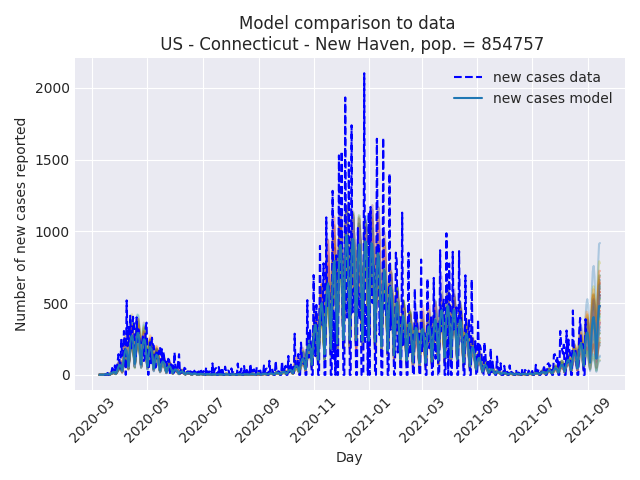 Model comparison to data
US - Connecticut - New Haven, pop. = 854757
new cases data
new cases model
Number of new cases reported
2000
1500
1000
500
0
2020-03
2020-05
2020-07
2020-09
2020-11
2021-01
2021-03
2021-05
2021-07
2021-09
Day